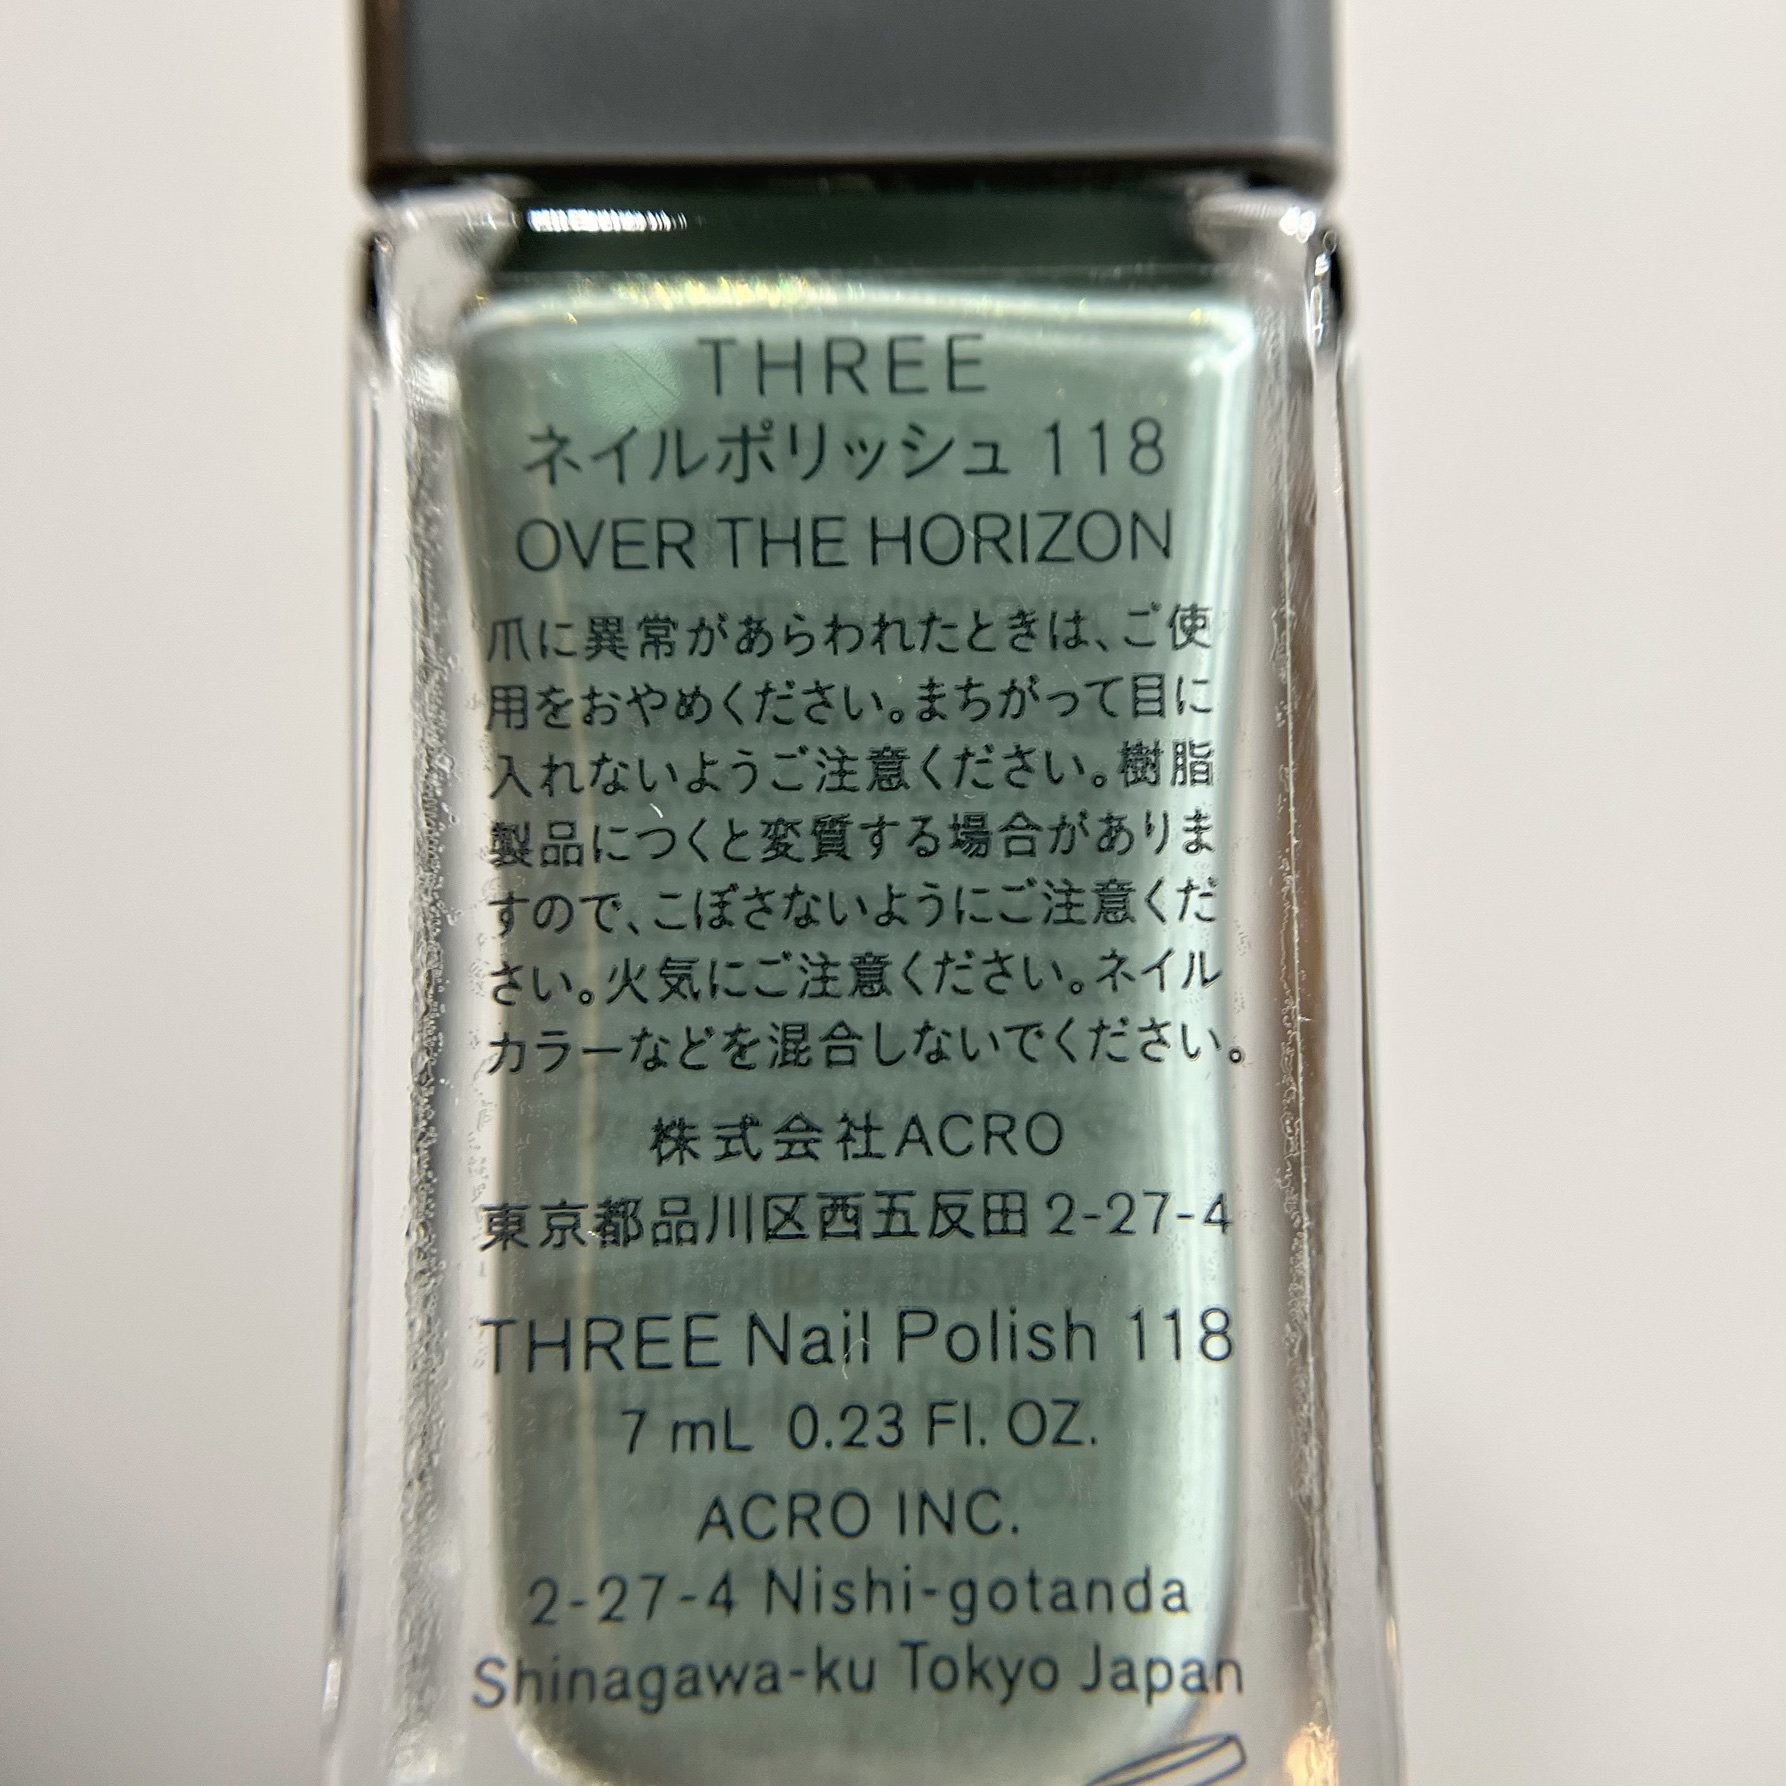 THREE
ネイルポリッシュ 118
OVER THE HORIZON
爪に異常があらわれたときは、ご使
用をおやめください。まちがって目に
入れないようご注意ください。樹脂
製品につくと変質する場合がありま
すので、こぼさないようにご注意くだ
さい。火気にご注意ください。ネイル
カラーなどを混合しないでください。
株式会社ACRO
東京都品川区西五反田 2-27-4
THREE Nail Polish 118
7 mL 0.23 Fl. OZ.
ACRO INC.
2-27-4 Nishi-gotanda
Shinagawa-ku Tokyo Japan